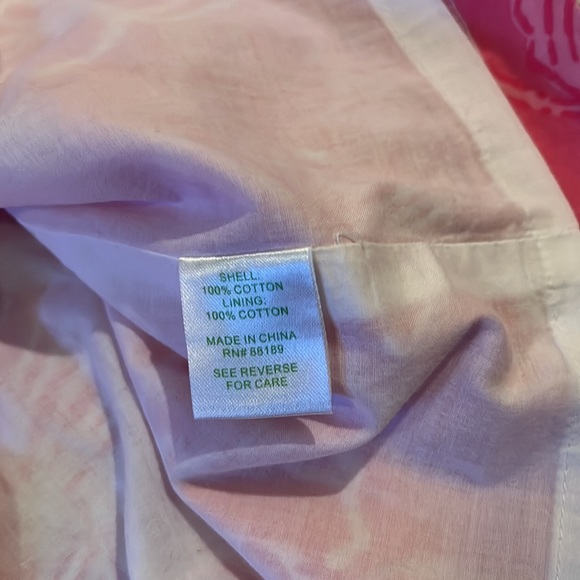 SHELL:
100% COTTON
LINING:
100% COTTON
MADE IN CHINA
RN# 88189
SEE REVERSE
FOR CARE